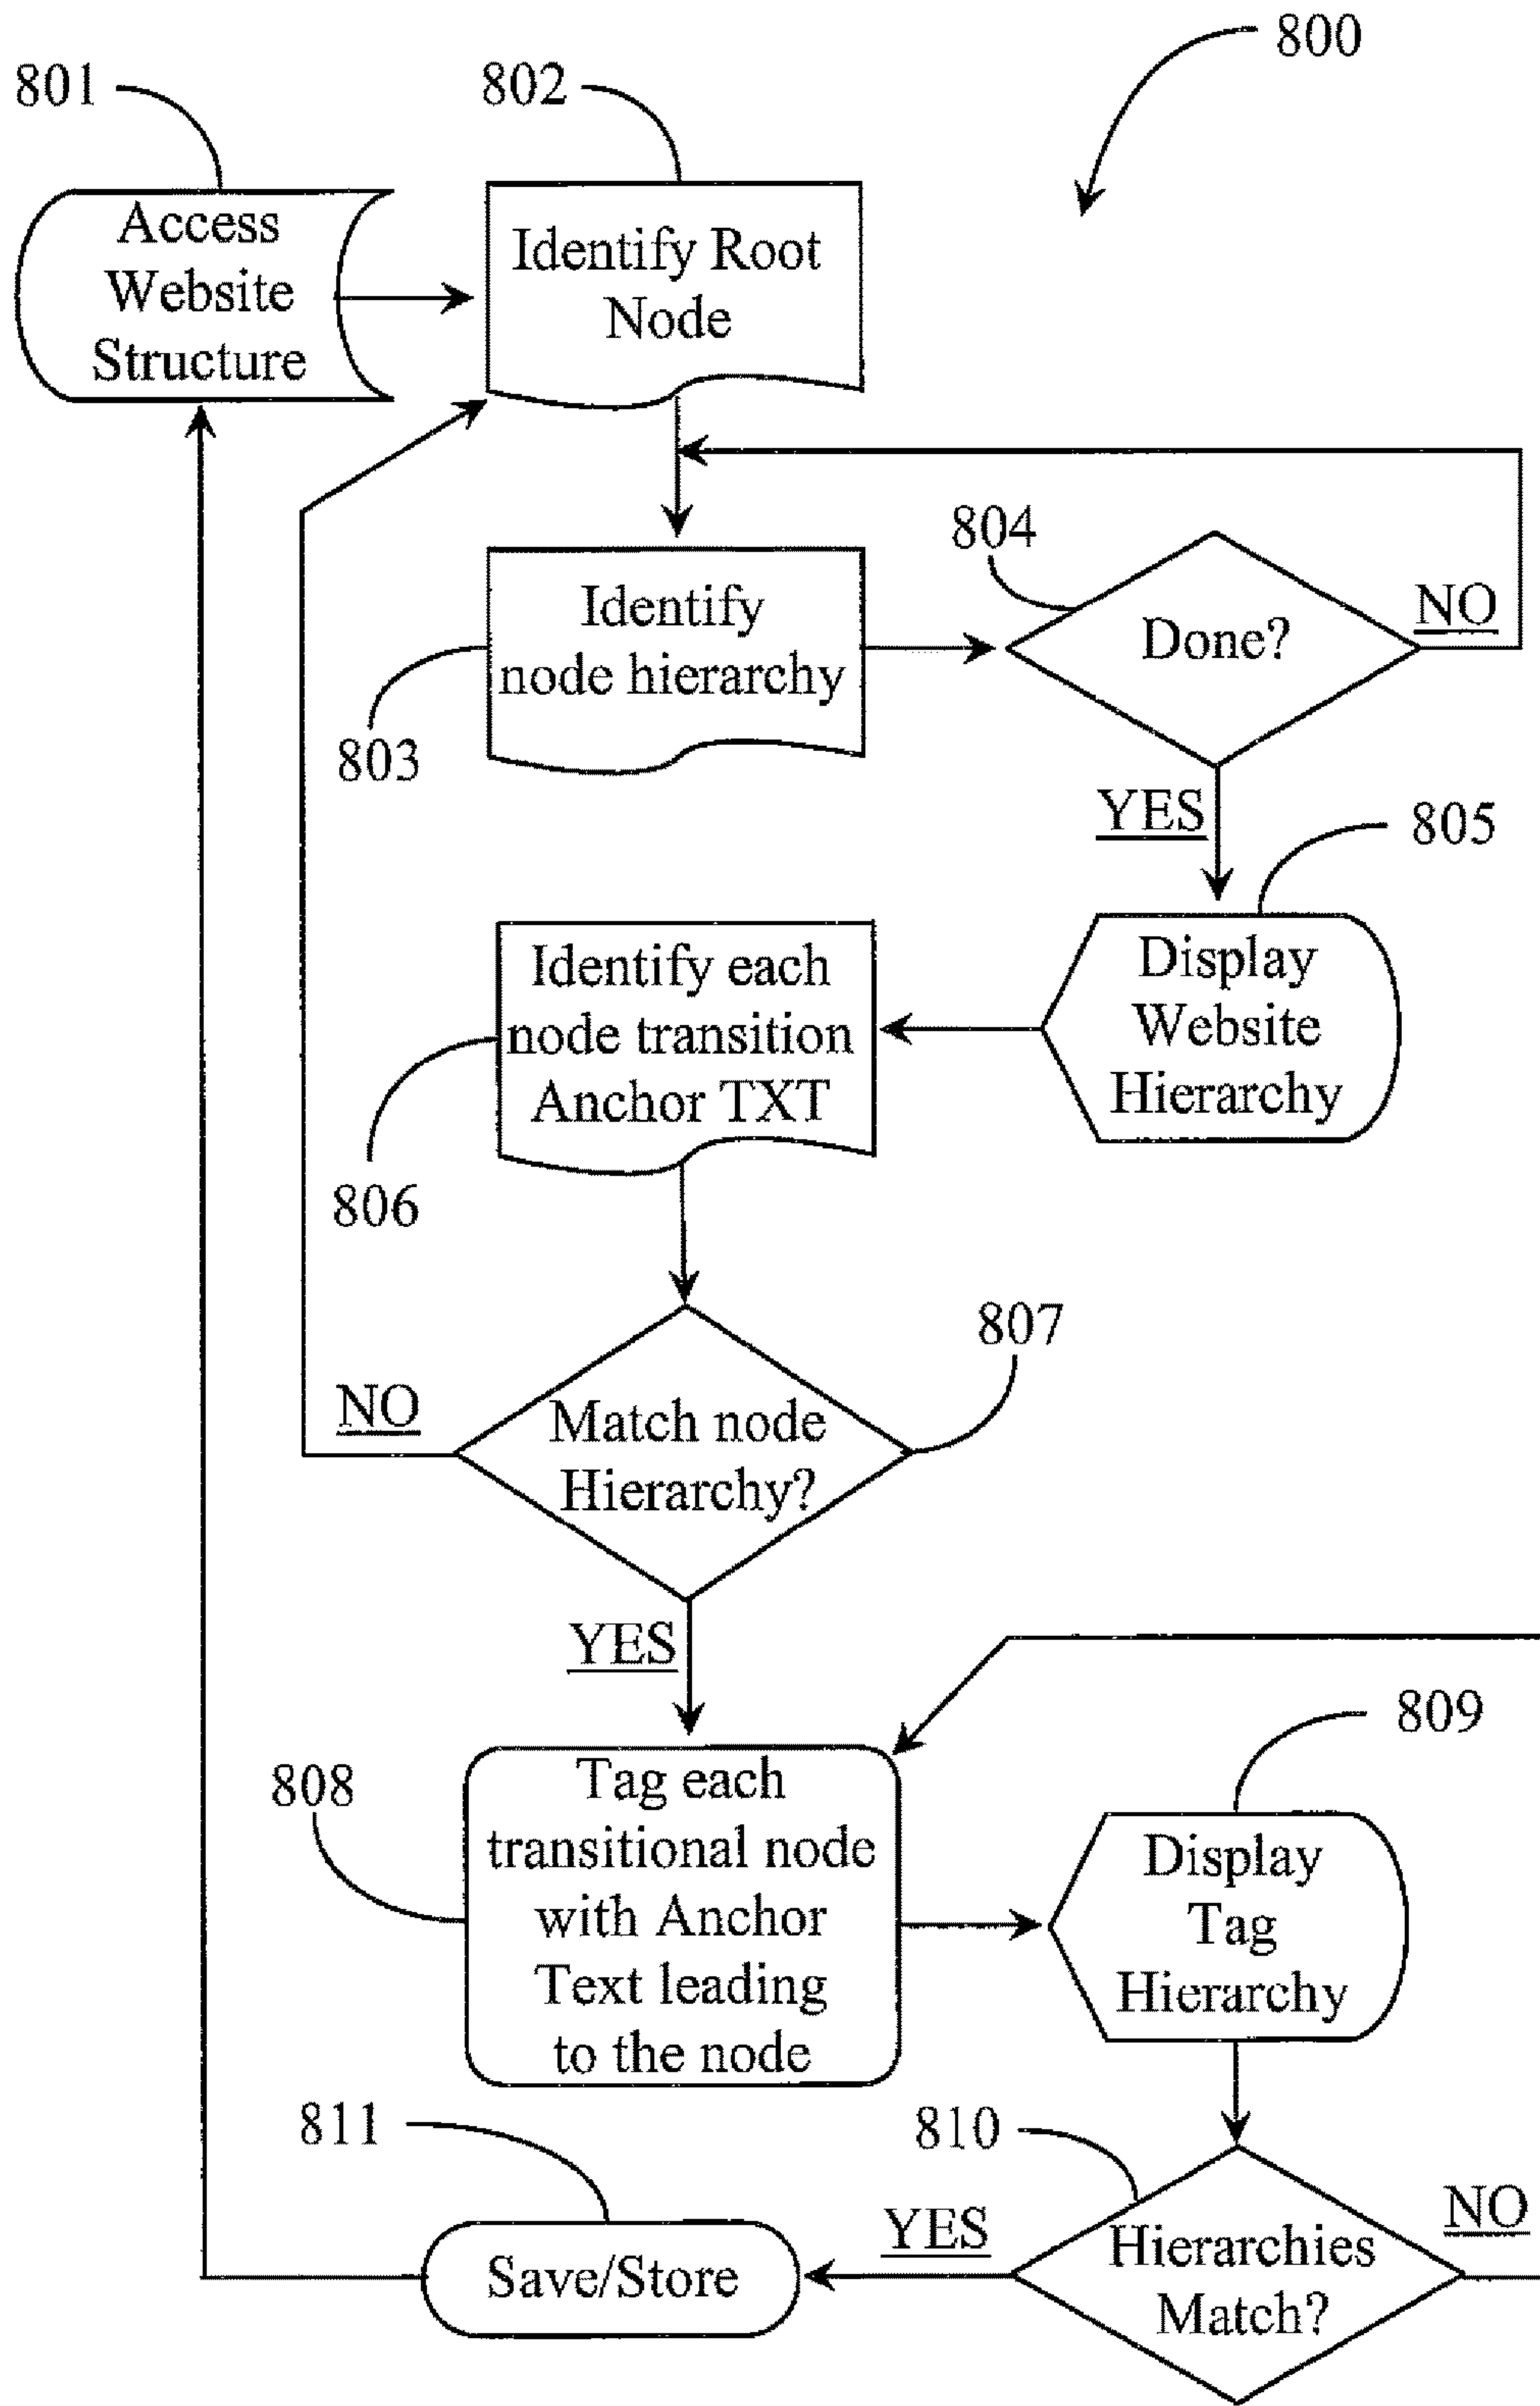 800
801
802
Access
Website
Structure
Identify Root
Node
804
Identify
node hierarchy
Done?
NO
803
YES
805
Identify each
node transition
Anchor TXT
Display
Website
Hierarchy
806
807
NO
Match node
Hierarchy?
YES
809
808
Tag each
transitional node
with Anchor
Text leading
to the node
Display
Tag
Hierarchy
811
810
YES
NO
Save/Store
Hierarchies
Match?